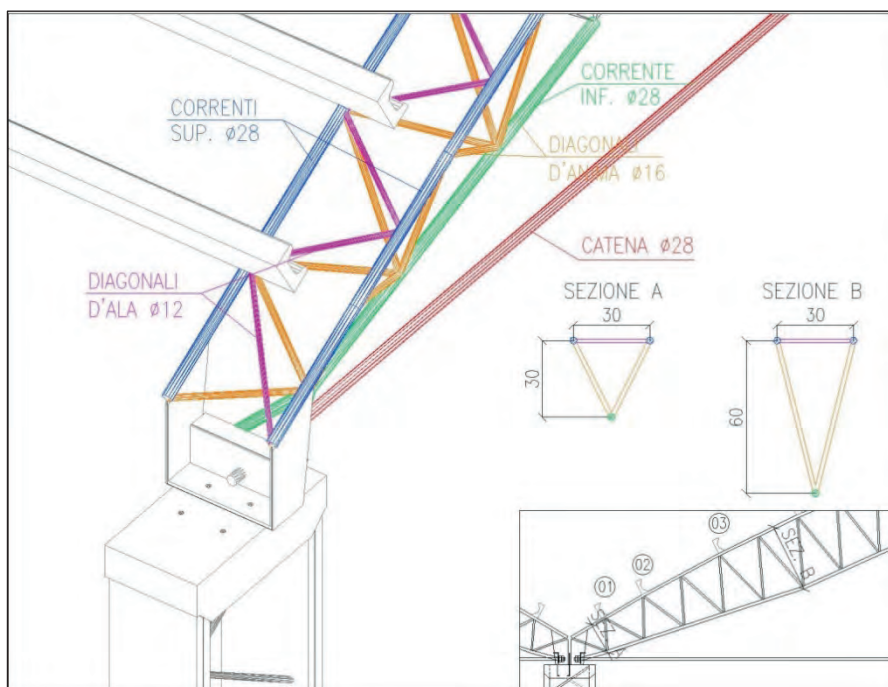 CORRENTI
SUP. ø28
CORRENTE
INF. ø28
DIAGONALI
D'ANIMA ø16
CATENA ø28
DIAGONALI
D'ALA ø12
SEZIONE A
30
30
SEZIONE B
30
60
03
02
01
SEZ. B
SEZ. A